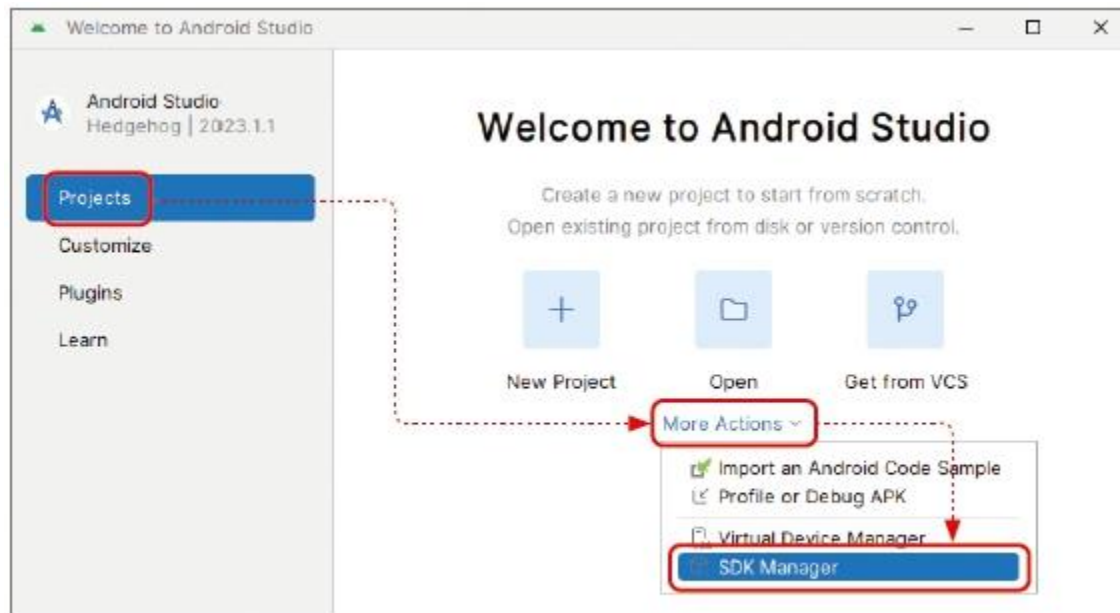 Welcome to Android Studio
Android Studio
Hedgehog | 2023.1.1
Projects
Customize
Plugins
Learn
Welcome to Android Studio
Create a new project to start from scratch.
Open existing project from disk or version control.
New Project
Open
Get from VCS
More Actions
Import an Android Code Sample
Profile or Debug APK
Virtual Device Manager
SDK Manager